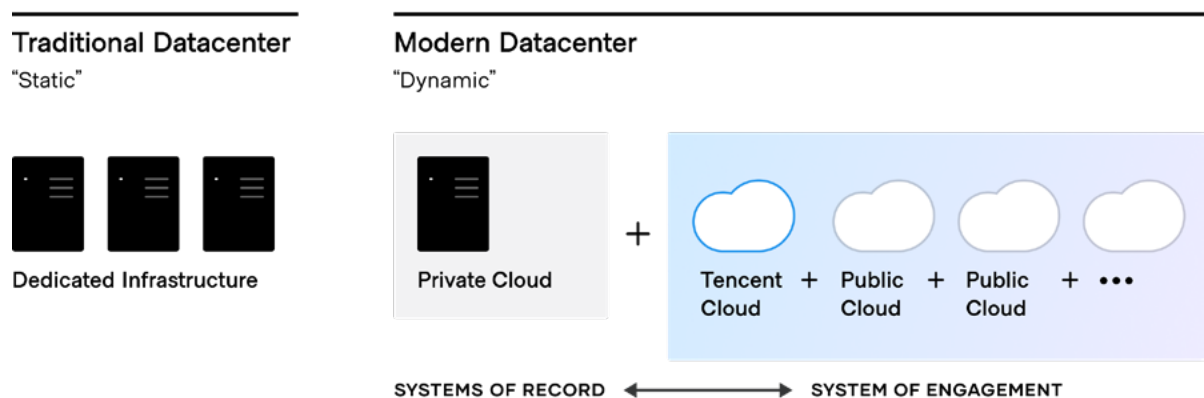 Traditional Datacenter
“Static”
Dedicated Infrastructure
Modern Datacenter
“Dynamic”
Private Cloud
+
Tencent Cloud
+
Public Cloud
+
Public Cloud
+
•••
SYSTEMS OF RECORD
SYSTEM OF ENGAGEMENT